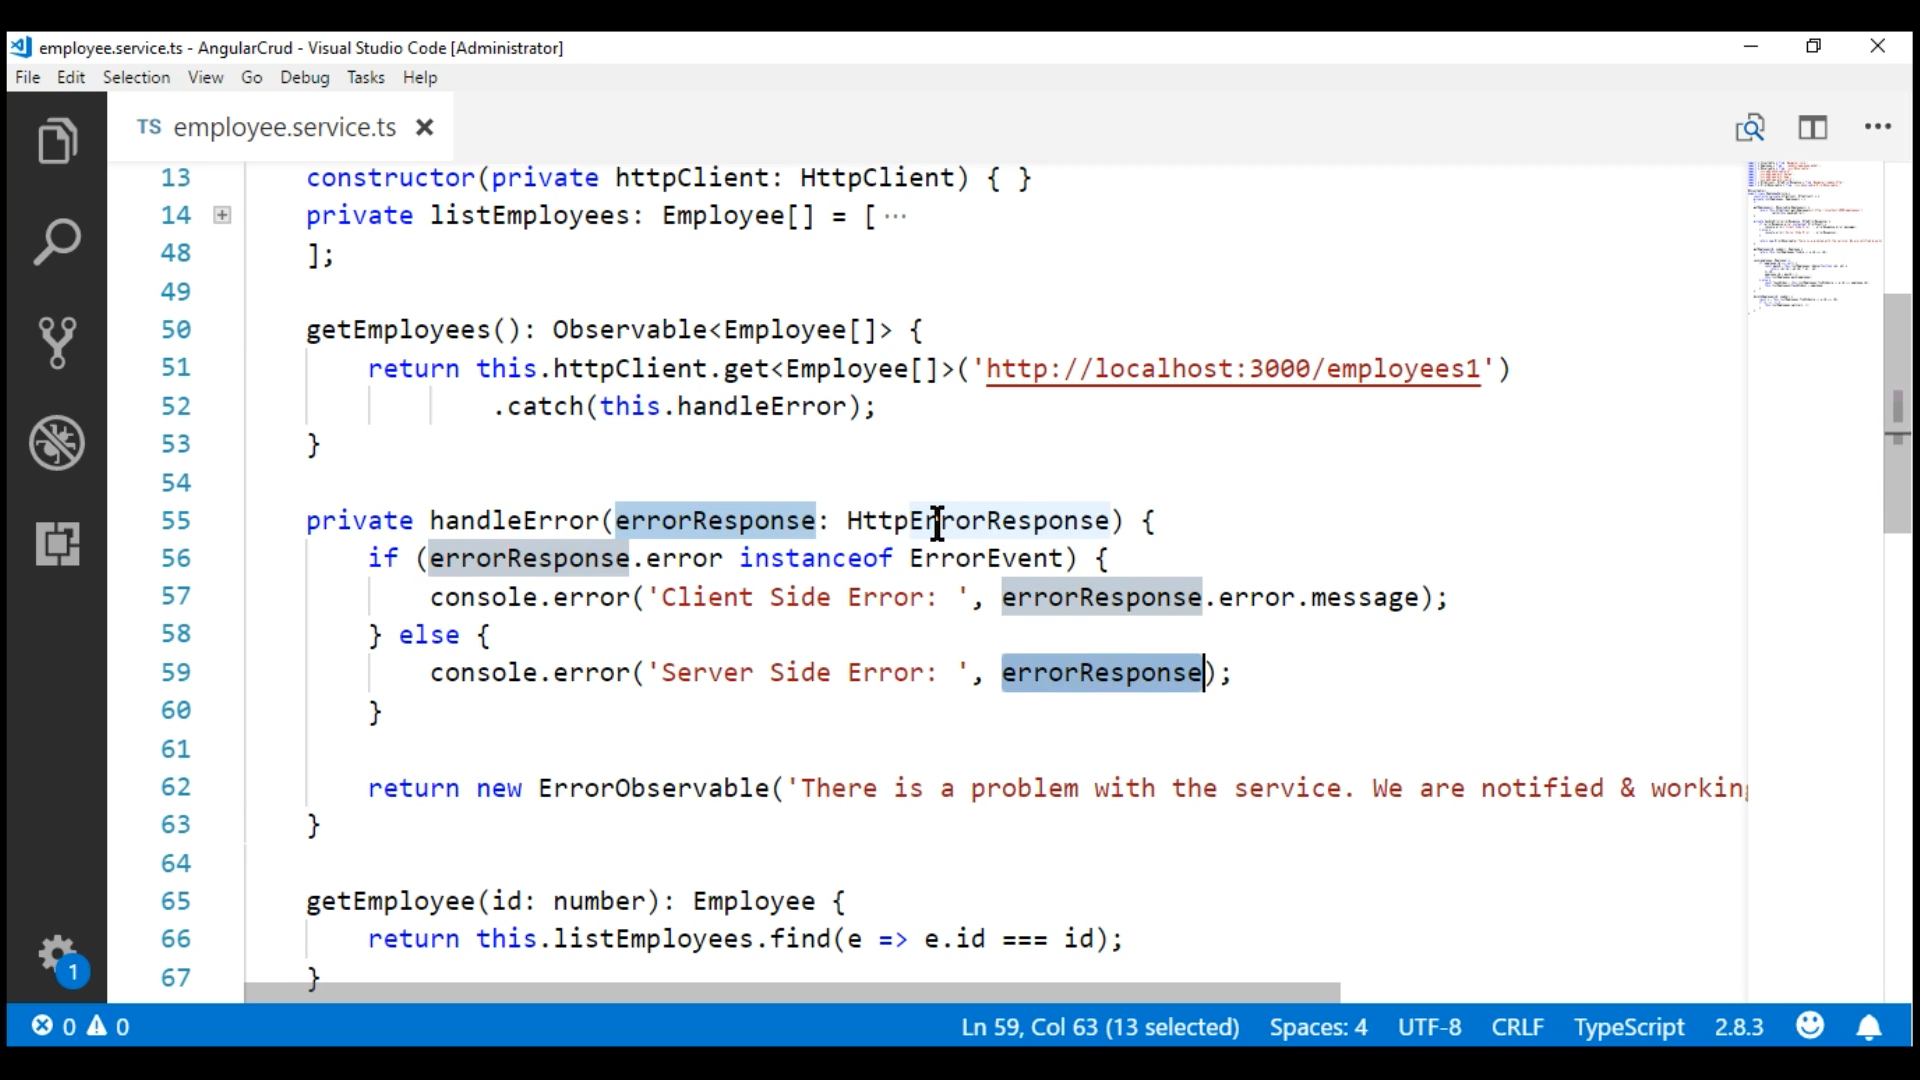 employee.service.ts - AngularCrud - Visual Studio Code [Administrator]
File Edit Selection View Go Debug Tasks Help
TS employee.service.ts
13 constructor(private httpClient: HttpClient) { }
14 private listEmployees: Employee[] = [ ...
48 ];
49
50 getEmployees(): Observable<Employee[]> {
51 return this.httpClient.get<Employee[]>('http://localhost:3000/employees1')
52 .catch(this.handleError);
53 }
54
55 private handleError(errorResponse: HttpErrorResponse) {
56 if (errorResponse.error instanceof ErrorEvent) {
57 console.error('Client Side Error: ', errorResponse.error.message);
58 } else {
59 console.error('Server Side Error: ', errorResponse);
60 }
61
62 return new ErrorObservable('There is a problem with the service. We are notified & working
63 }
64
65 getEmployee(id: number): Employee {
66 return this.listEmployees.find(e => e.id === id);
67 }
1
0 0 Ln 59, Col 63 (13 selected) Spaces: 4 UTF-8 CRLF TypeScript 2.8.3